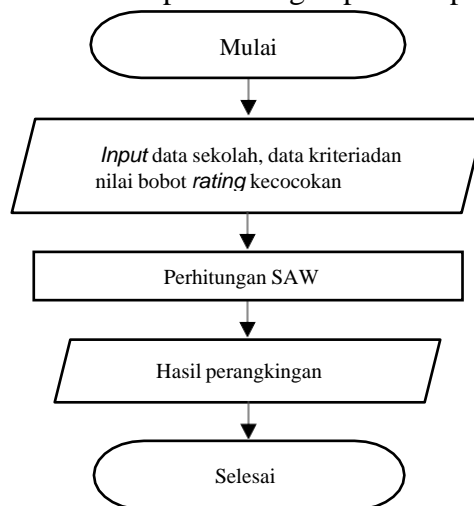 Mulai
Input data sekolah, data kriteriadan
nilai bobot rating kecocokan
Perhitungan SAW
Hasil perangkingan
Selesai